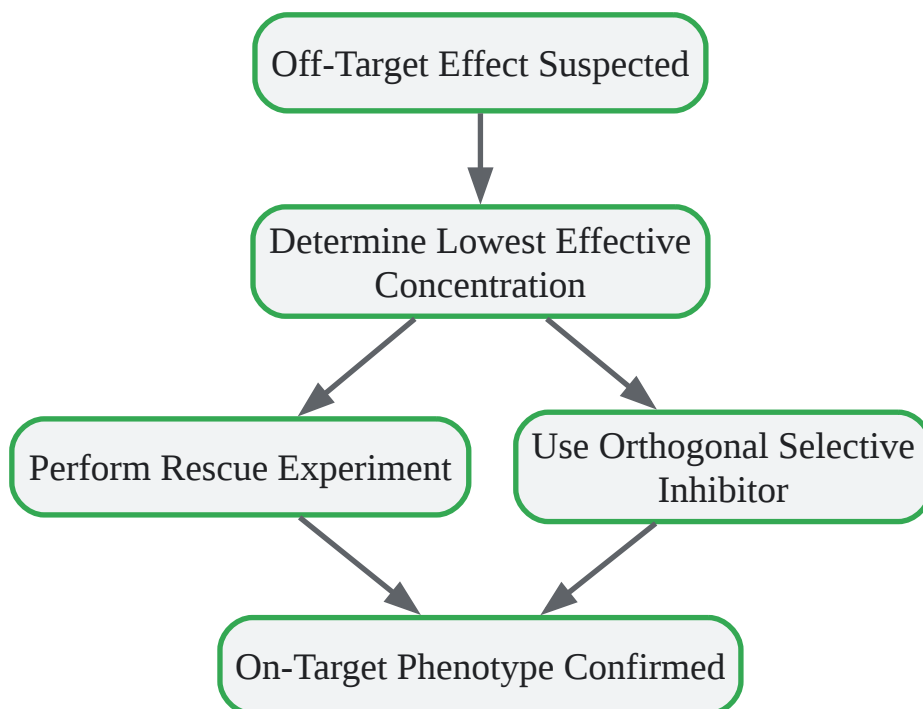 Off-Target Effect Suspected
Determine Lowest Effective
Concentration
Perform Rescue Experiment
Use Orthogonal Selective
Inhibitor
On-Target Phenotype Confirmed